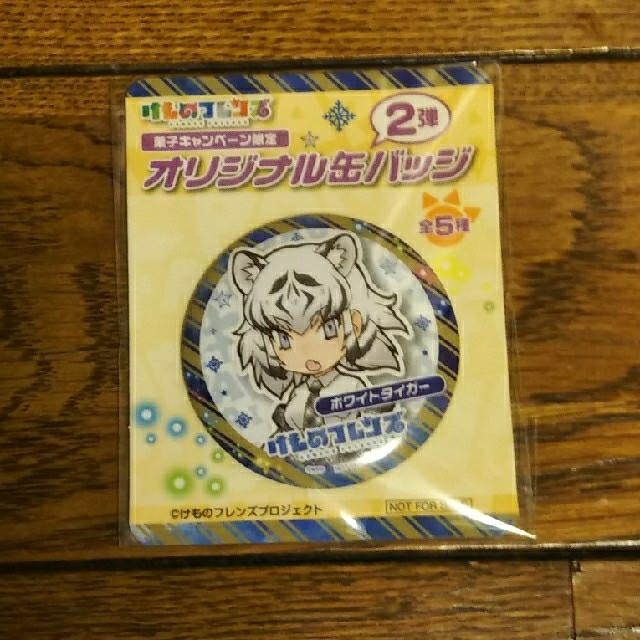 けものフレンズ
2弾
菓子キャンペーン限定
オリジナル缶バッジ
全5種
ホワイトタイガー
けものフレンズ
©けものフレンズプロジェクト
NOT FOR SALE